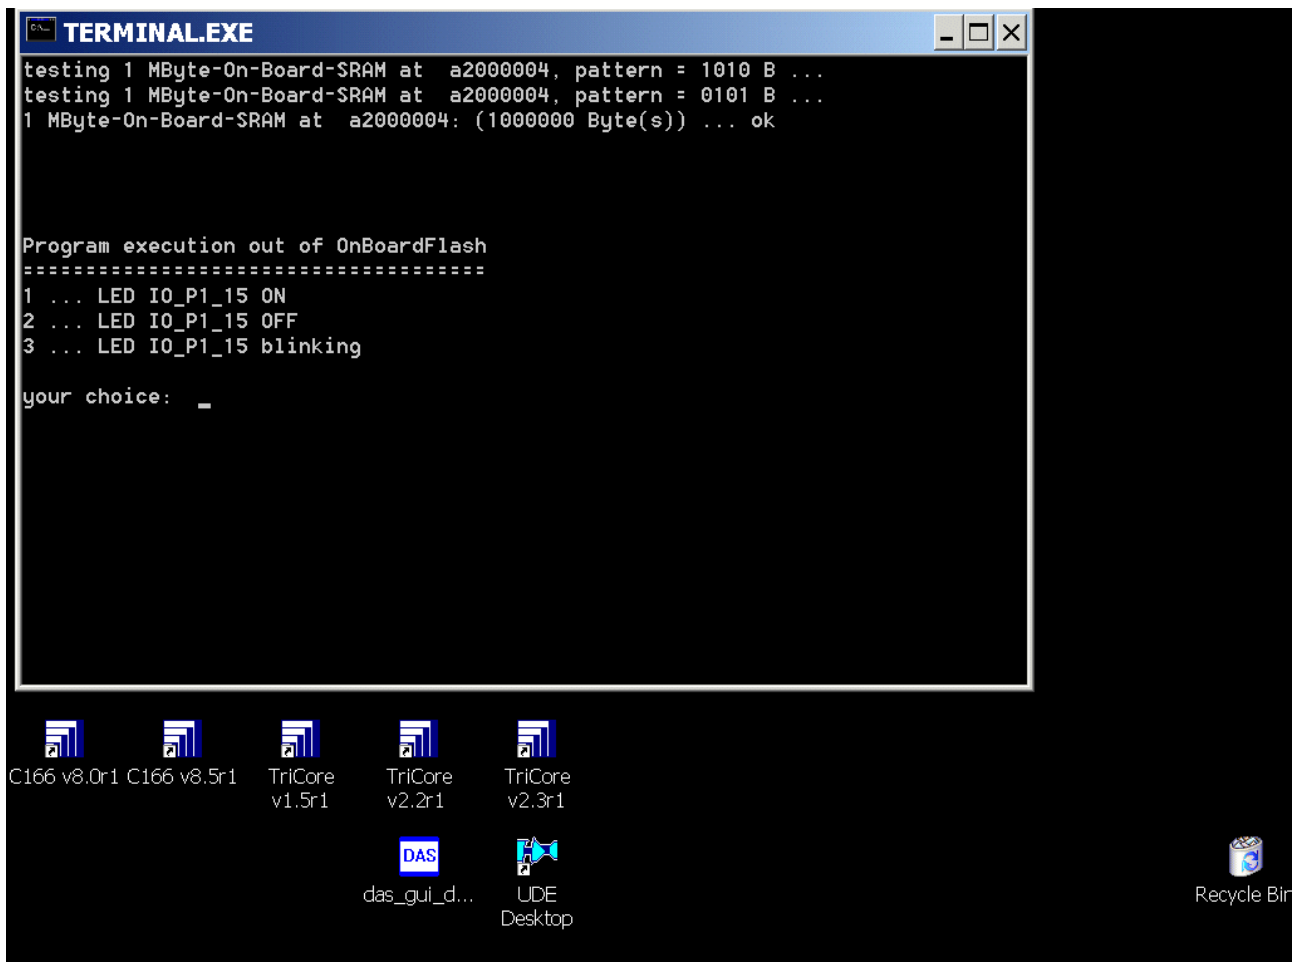 TERMINAL.EXE
testing 1 MByte-On-Board-SRAM at  a2000004, pattern = 1010 B ...
testing 1 MByte-On-Board-SRAM at  a2000004, pattern = 0101 B ...
1 MByte-On-Board-SRAM at  a2000004: (1000000 Byte(s)) ... ok
Program execution out of OnBoardFlash
=====================================
1 ... LED IO_P1_15 ON
2 ... LED IO_P1_15 OFF
3 ... LED IO_P1_15 blinking
your choice:  _
C166 v8.0r1 C166 v8.5r1 TriCore TriCore TriCore
v1.5r1 v2.2r1 v2.3r1
DAS
das_gui_d... UDE Recycle Bin
Desktop